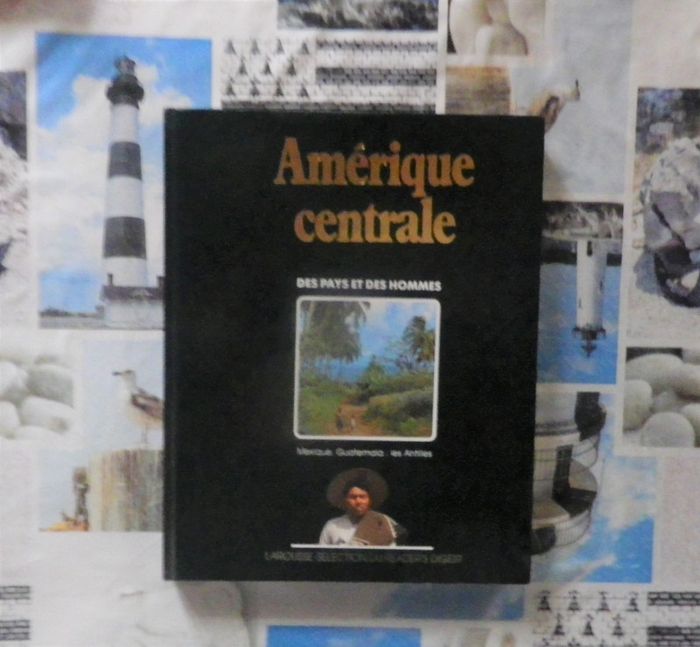 Amérique
centrale
DES PAYS ET DES HOMMES
Mexique, Guatemala... les Antilles
LAROUSSE SELECTION DU READER'S DIGEST